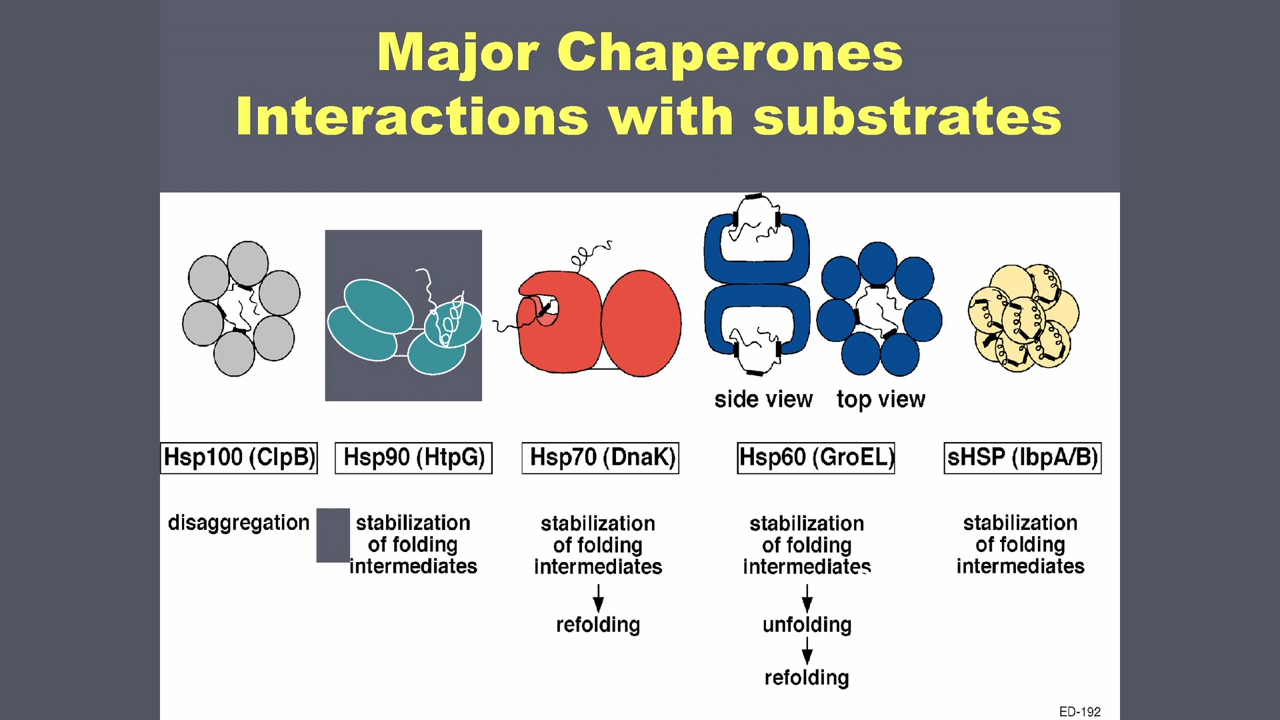 Major Chaperones
Interactions with substrates
side view
top view
Hsp100 (ClpB)
Hsp90 (HtpG)
Hsp70 (DnaK)
Hsp60 (GroEL)
sHSP (IbpA/B)
disaggregation
stabilization
of folding
intermediates
stabilization
of folding
intermediates
refolding
stabilization
of folding
intermediates
unfolding
refolding
stabilization
of folding
intermediates
ED-192